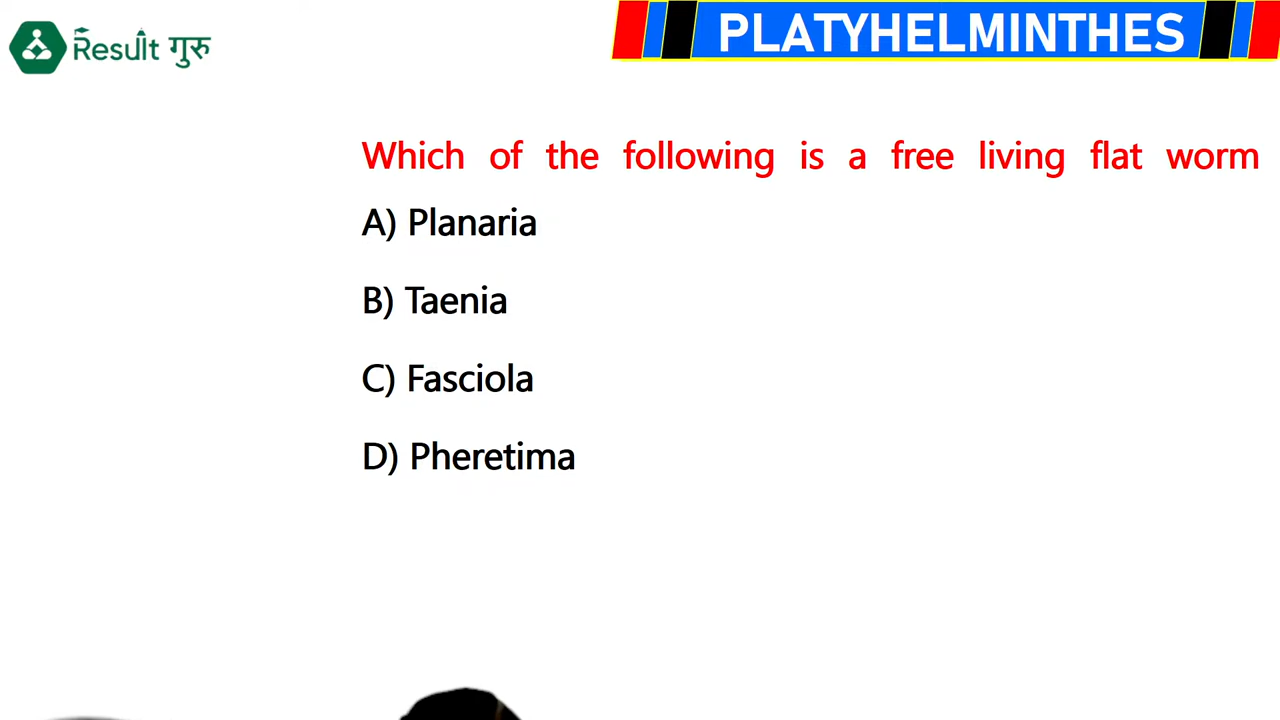 Result गुरु
PLATYHELMINTHES
Which of the following is a free living flat worm
A) Planaria
B) Taenia
C) Fasciola
D) Pheretima